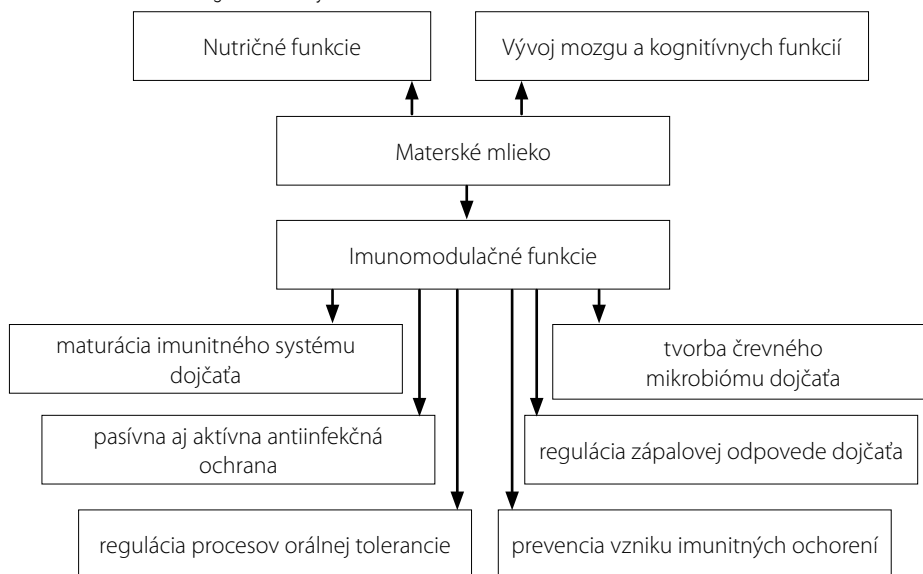 Nutričné funkcie
Vývoj mozgu a kognitívnych funkcií
Materské mlieko
Imunomodulačné funkcie
maturácia imunitného systému
dojčaťa
tvorba črevného
mikrobiómu dojčaťa
pasívna aj aktívna antiinfekčná
ochrana
regulácia zápalovej odpovede dojčaťa
regulácia procesov orálnej tolerancie
prevencia vzniku imunitných ochorení